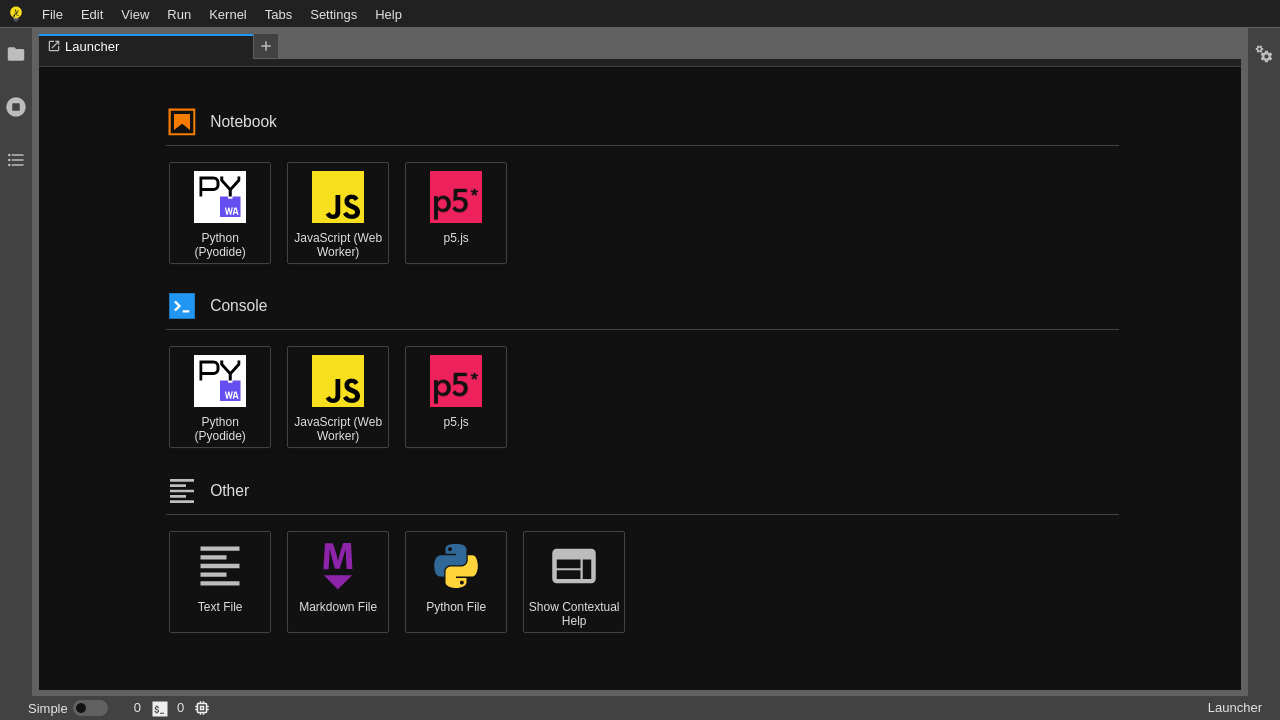 File Edit View Run Kernel Tabs Settings Help
Launcher
Notebook
PY WA JS p5*
Python (Pyodide)
JavaScript (Web Worker)
p5.js
Console
PY WA JS p5*
Python (Pyodide)
JavaScript (Web Worker)
p5.js
Other
M
Text File
Markdown File
Python File
Show Contextual Help
Simple 0 $_ 0 Launcher